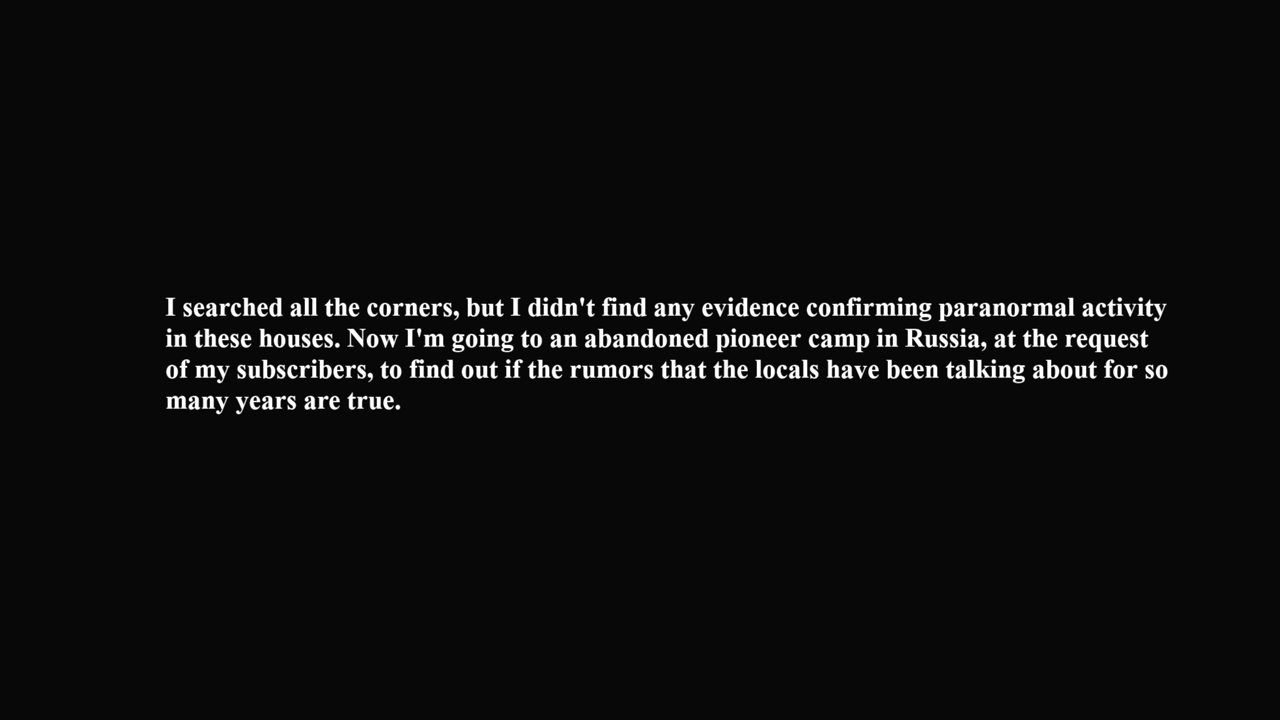 I searched all the corners, but I didn't find any evidence confirming paranormal activity
in these houses. Now I'm going to an abandoned pioneer camp in Russia, at the request
of my subscribers, to find out if the rumors that the locals have been talking about for so
many years are true.